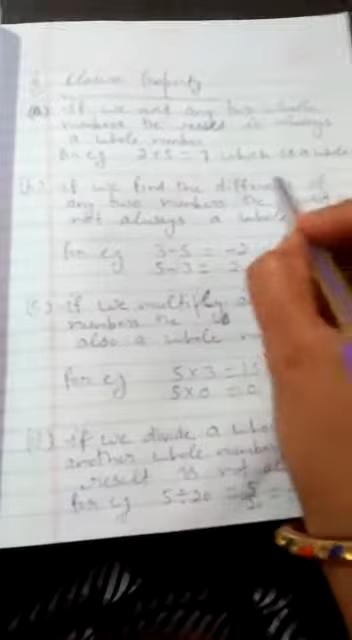 Closure Property
(a) If we add any two whole
numbers the result is always
a whole number
for eg 2+5=7 which is a whole
(b) if we find the differen of
any two numbers the
not always a whole
for eg 3-5 = -2
5-3 = 2
(c) if we multiply
numbers the
also a whole
for eg 5×3 = 15
5×0 = 0
(d) if we divide a who
another whole number
result is not al
for eg 5÷20 = 5/20 =